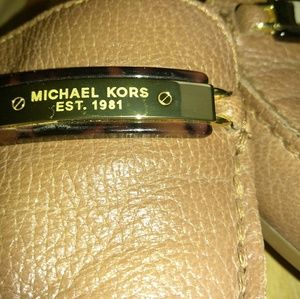 MICHAEL KORS
EST. 1981